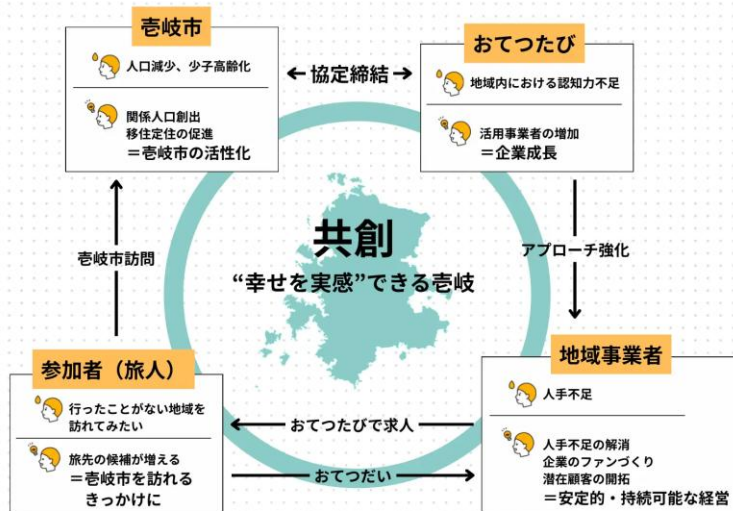 壱岐市
人口減少、少子高齢化
関係人口創出
移住定住の促進
＝壱岐市の活性化
協定締結
おてつたび
地域内における認知力不足
活用事業者の増加
＝企業成長
共創
“幸せを実感”できる壱岐
壱岐市訪問
アプローチ強化
参加者（旅人）
行ったことがない地域を
訪れてみたい
旅先の候補が増える
＝壱岐市を訪れる
きっかけに
おてつたびで求人
おてつだい
地域事業者
人手不足
人手不足の解消
企業のファンづくり
潜在顧客の開拓
＝安定的・持続可能な経営